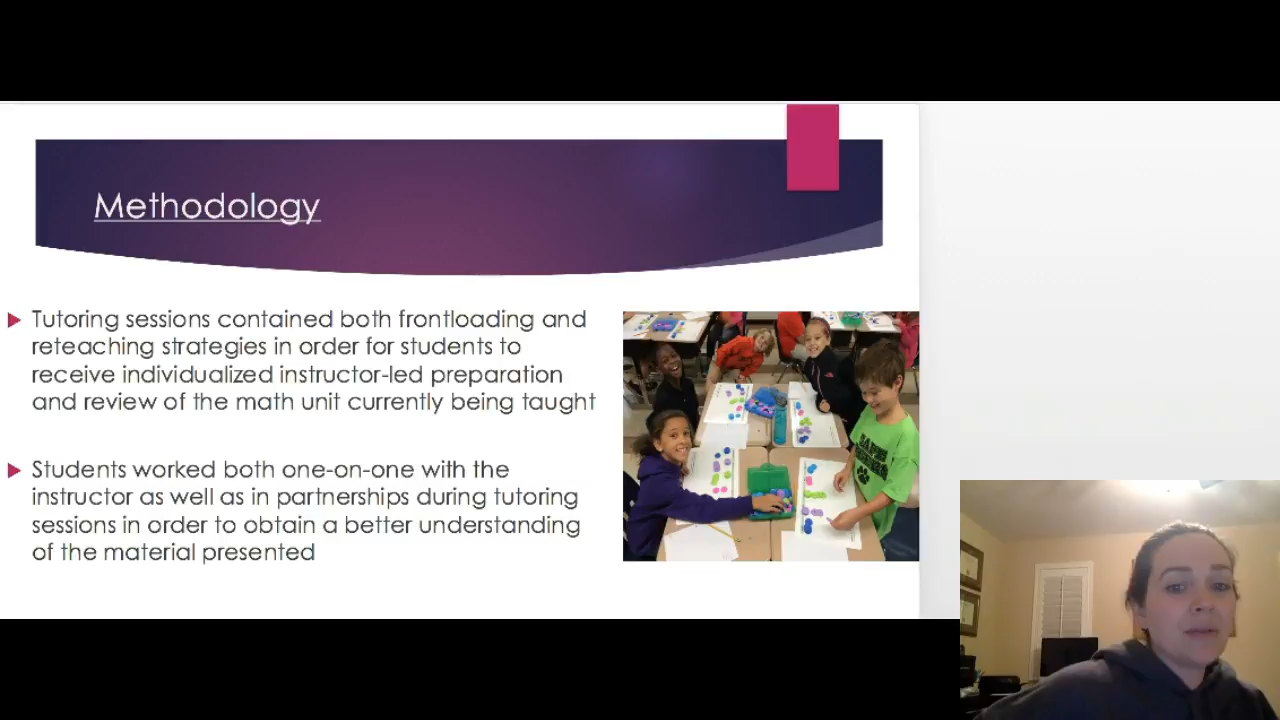 Methodology
Tutoring sessions contained both frontloading and
reteaching strategies in order for students to
receive individualized instructor-led preparation
and review of the math unit currently being taught
Students worked both one-on-one with the
instructor as well as in partnerships during tutoring
sessions in order to obtain a better understanding
of the material presented